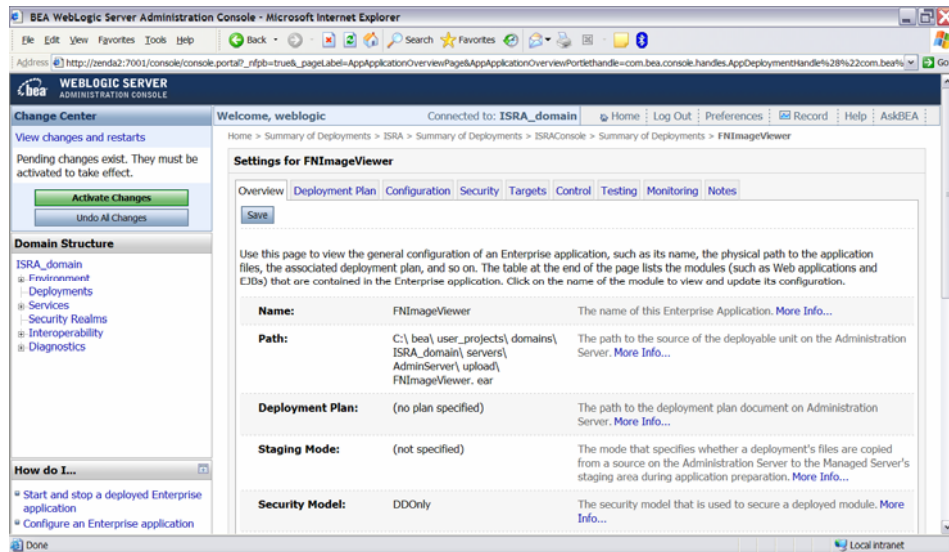 BEA WebLogic Server Administration Console - Microsoft Internet Explorer
File Edit View Favorites Tools Help
Back Search Favorites
Address http://zenda2:7001/console/console.portal?_nfpb=true&_pageLabel=AppApplicationOverviewPage&AppApplicationOverviewPortlethandle=com.bea.console.handles.AppDeploymentHandle%28%22com.bea% Go
bea WEBLOGIC SERVER
ADMINISTRATION CONSOLE
Change Center
View changes and restarts
Pending changes exist. They must be
activated to take effect.
Activate Changes
Undo All Changes
Domain Structure
ISRA_domain
Environment
Deployments
Services
Security Realms
Interoperability
Diagnostics
How do I...
Start and stop a deployed Enterprise
application
Configure an Enterprise application
Welcome, weblogic Connected to: ISRA_domain Home Log Out Preferences Record Help AskBEA
Home > Summary of Deployments > ISRA > Summary of Deployments > ISRAConsole > Summary of Deployments > FNImageViewer
Settings for FNImageViewer
Overview Deployment Plan Configuration Security Targets Control Testing Monitoring Notes
Save
Use this page to view the general configuration of an Enterprise application, such as its name, the physical path to the application
files, the associated deployment plan, and so on. The table at the end of the page lists the modules (such as Web applications and
EJBs) that are contained in the Enterprise application. Click on the name of the module to view and update its configuration.
Name: FNImageViewer The name of this Enterprise Application. More Info...
Path: C:\ bea\ user_projects\ domains\ The path to the source of the deployable unit on the Administration
ISRA_domain\ servers\ Server. More Info...
AdminServer\ upload\
FNImageViewer. ear
Deployment Plan: (no plan specified) The path to the deployment plan document on Administration
Server. More Info...
Staging Mode: (not specified) The mode that specifies whether a deployment's files are copied
from a source on the Administration Server to the Managed Server's
staging area during application preparation. More Info...
Security Model: DDOnly The security model that is used to secure a deployed module. More
Info...
Done Local intranet